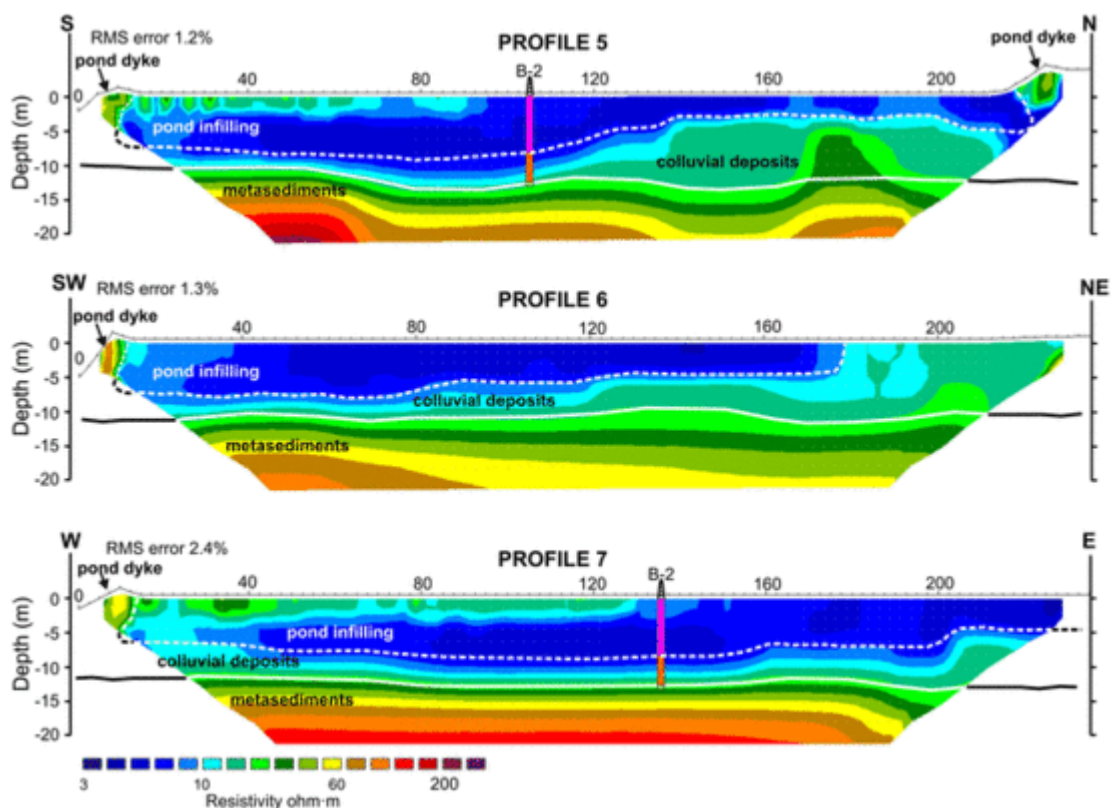 S N
RMS error 1.2% PROFILE 5 pond dyke
pond dyke B-2
0 40 80 120 160 200
0
-5
-10
-15
-20
Depth (m)
pond infilling
colluvial deposits
metasediments
SW NE
RMS error 1.3% PROFILE 6
pond dyke
0 40 80 120 160 200
0
-5
-10
-15
-20
Depth (m)
pond infilling
colluvial deposits
metasediments
W E
RMS error 2.4% PROFILE 7
pond dyke B-2
0 40 80 120 160 200
0
-5
-10
-15
-20
Depth (m)
pond infilling
colluvial deposits
metasediments
3 10 60 200
Resistivity ohm·m